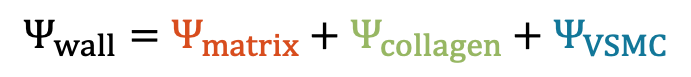 Ψwall = Ψmatrix + Ψcollagen + ΨVSMC